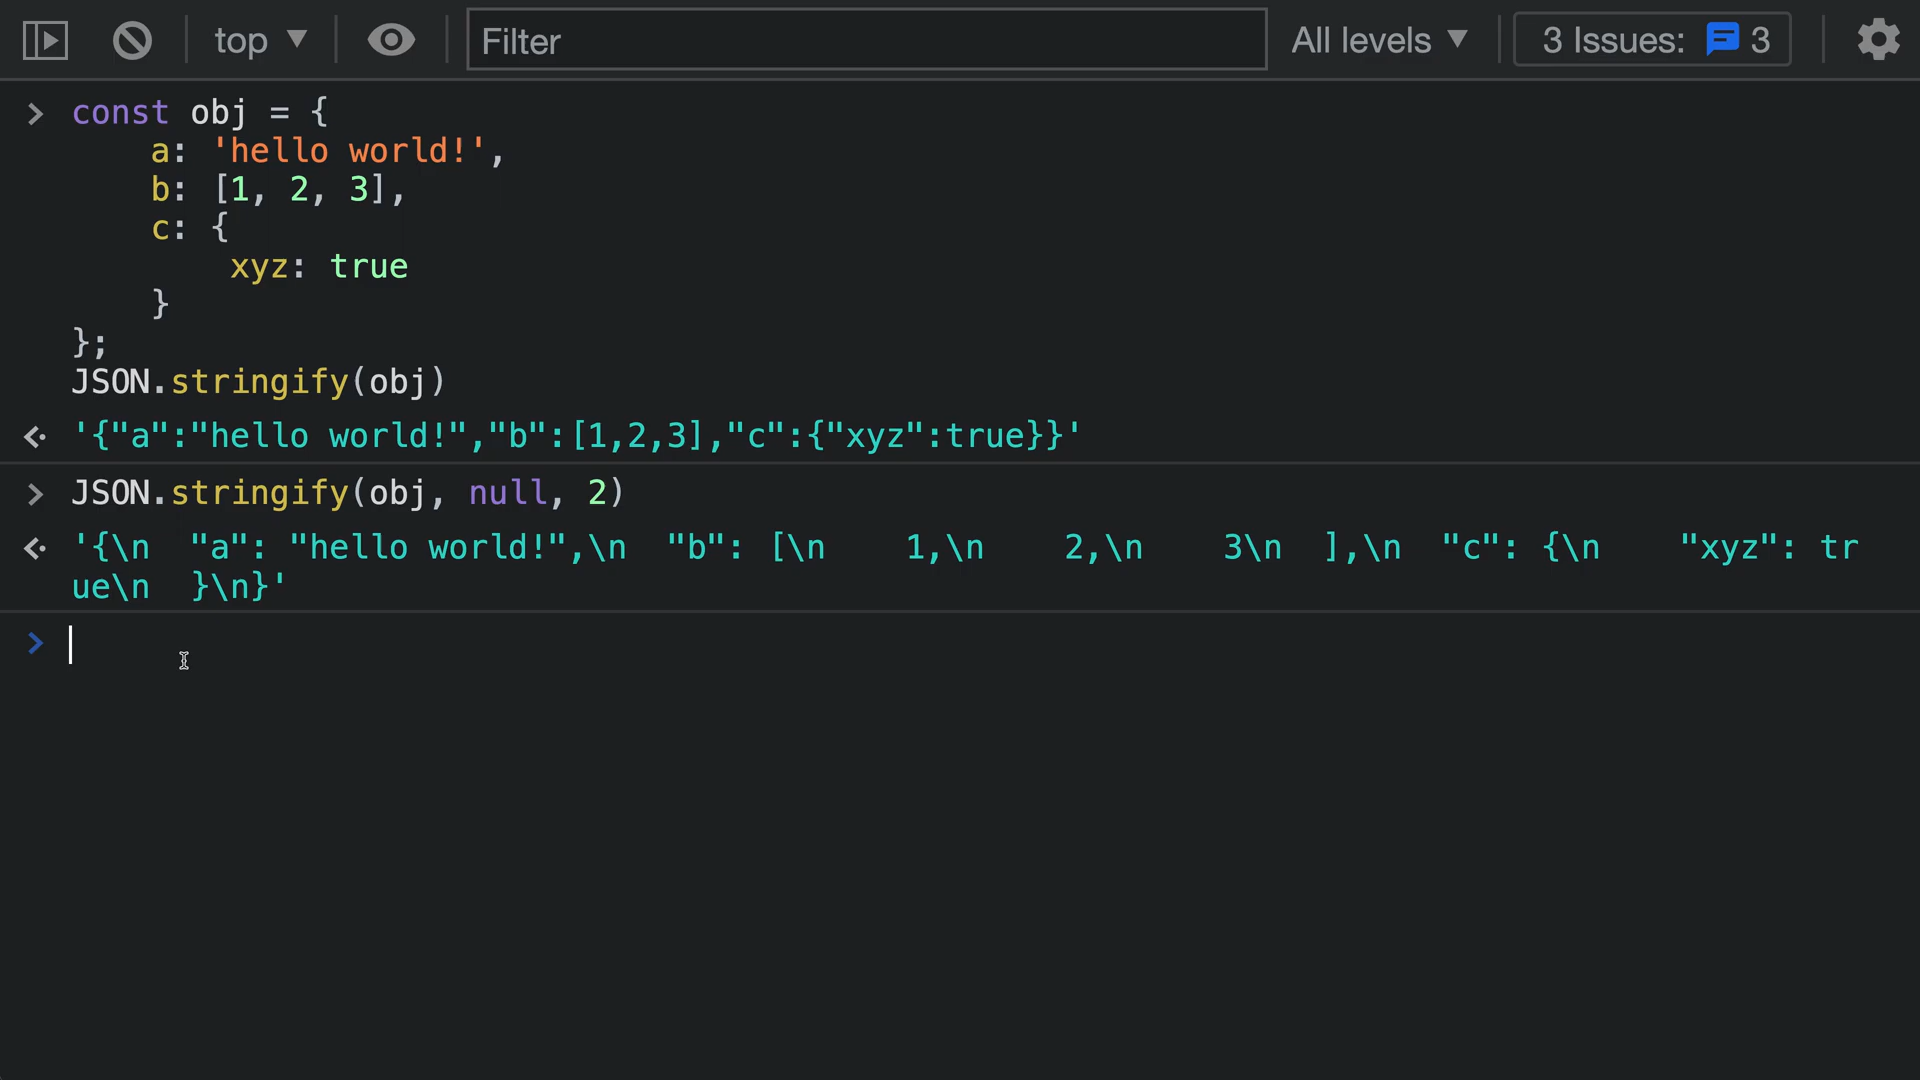 top ▼ Filter All levels ▼ 3 Issues: 3
> const obj = {
    a: 'hello world!',
    b: [1, 2, 3],
    c: {
        xyz: true
    }
};
JSON.stringify(obj)
'{"a":"hello world!","b":[1,2,3],"c":{"xyz":true}}'
> JSON.stringify(obj, null, 2)
'{\n  "a": "hello world!",\n  "b": [\n    1,\n    2,\n    3\n  ],\n  "c": {\n    "xyz": tr
ue\n  }\n}'
>